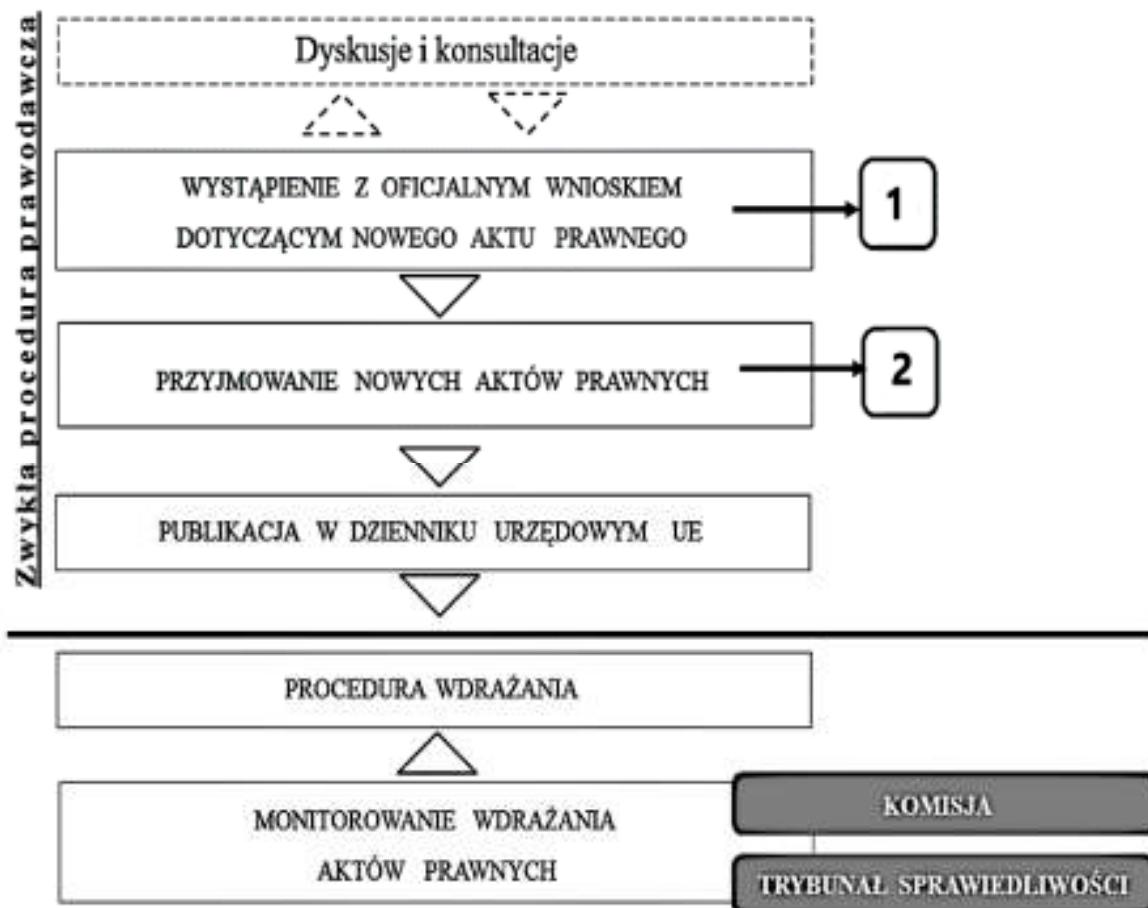 Zwykła procedura prawodawcza
Dyskusje i konsultacje
WYSTĄPIENIE Z OFICJALNYM WNIOSKIEM
DOTYCZĄCYM NOWEGO AKTU PRAWNEGO
1
PRZYJMOWANIE NOWYCH AKTÓW PRAWNYCH
2
PUBLIKACJA W DZIENNIKU URZĘDOWYM UE
PROCEDURA WDRAŻANIA
MONITOROWANIE WDRAŻANIA
AKTÓW PRAWNYCH
KOMISJA
TRYBUNAŁ SPRAWIEDLIWOŚCI